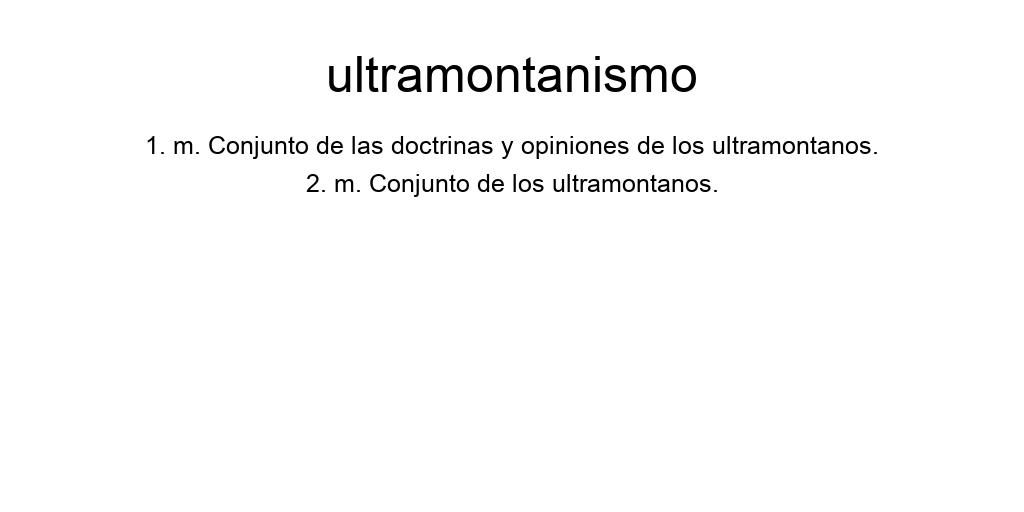 ultramontanismo
1. m. Conjunto de las doctrinas y opiniones de los ultramontanos.
2. m. Conjunto de los ultramontanos.